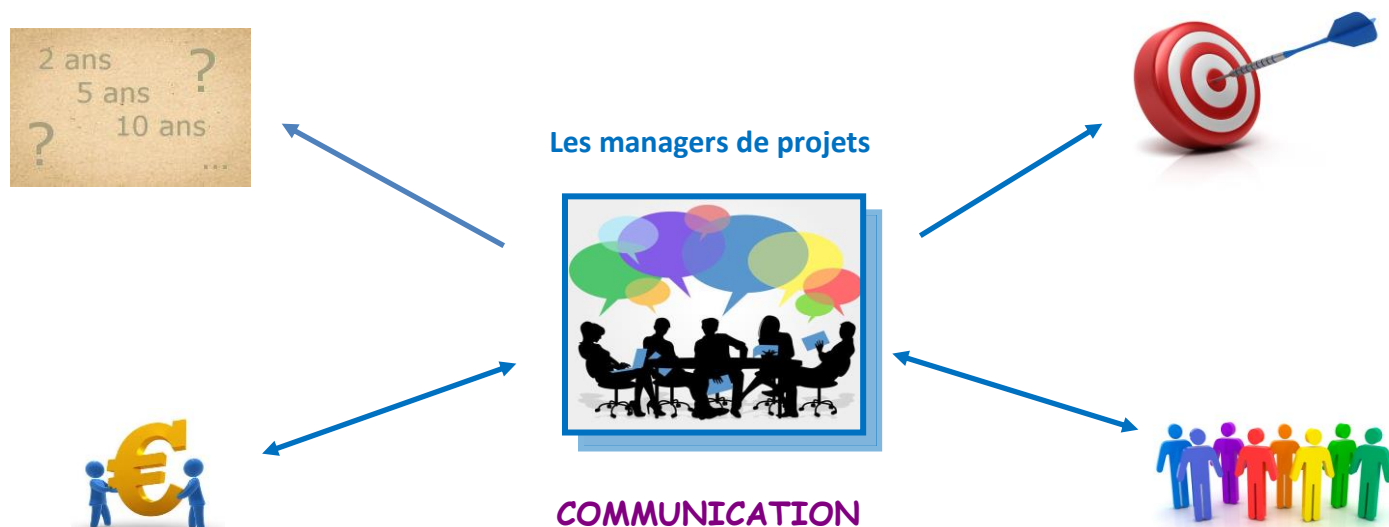 2 ans
?
5 ans
?
10 ans
...
Les managers de projets
€
COMMUNICATION